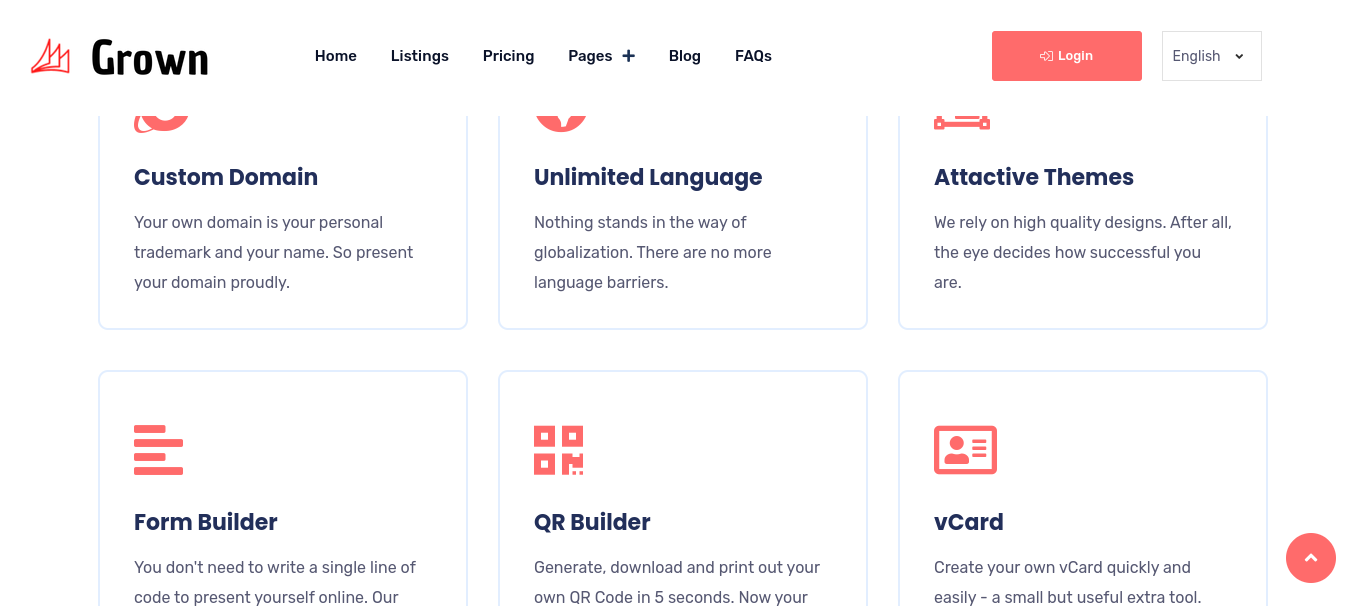 Grown
Home Listings Pricing Pages Blog FAQs
Login
English
Custom Domain
Your own domain is your personal
trademark and your name. So present
your domain proudly.
Unlimited Language
Nothing stands in the way of
globalization. There are no more
language barriers.
Attactive Themes
We rely on high quality designs. After all,
the eye decides how successful you
are.
Form Builder
You don't need to write a single line of
code to present yourself online. Our
QR Builder
Generate, download and print out your
own QR Code in 5 seconds. Now your
vCard
Create your own vCard quickly and
easily - a small but useful extra tool.